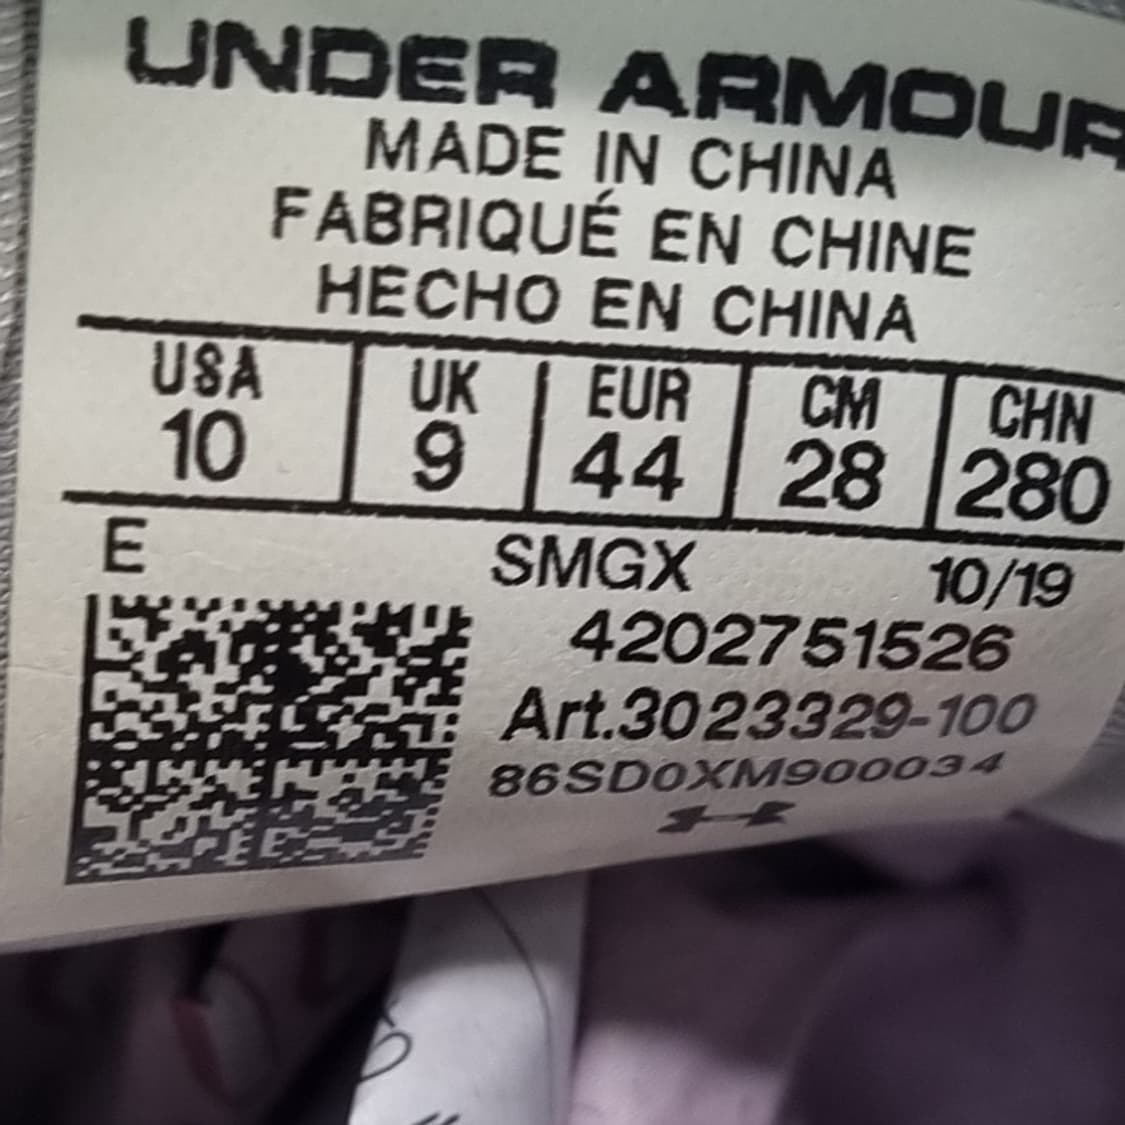 UNDER ARMOUR
MADE IN CHINA
FABRIQUÉ EN CHINE
HECHO EN CHINA
USA UK EUR CM CHN
10 9 44 28 280
E SMGX 10/19
4202751526
Art.3023329-100
86SD0XM900034